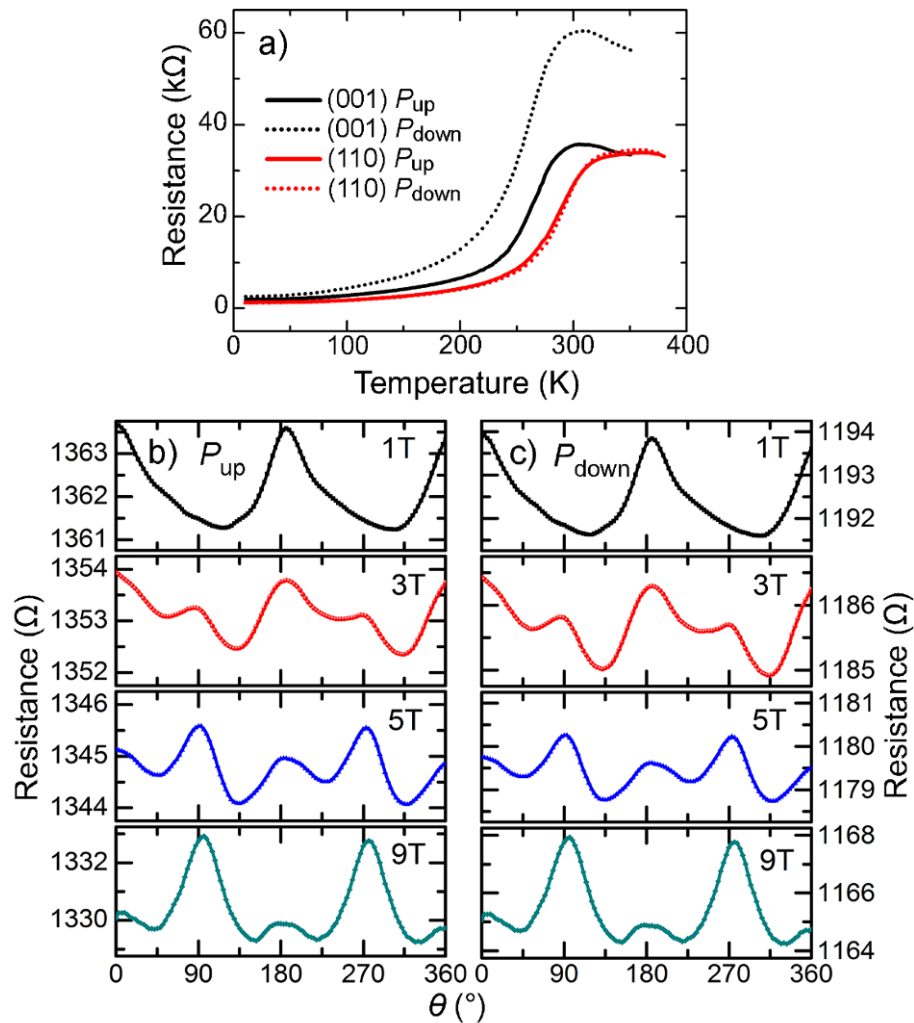 a)
Resistance (kΩ)
60
40
20
0
(001) Pup
(001) Pdown
(110) Pup
(110) Pdown
0 100 200 300 400
Temperature (K)
b) Pup 1T
1363
1362
1361
3T
1354
1353
1352
5T
1346
1345
1344
9T
1332
1330
0 90 180 270 360
Resistance (Ω)
c) Pdown 1T
1194
1193
1192
3T
1186
1185
5T
1181
1180
1179
9T
1168
1166
1164
0 90 180 270 360
Resistance (Ω)
θ (°)